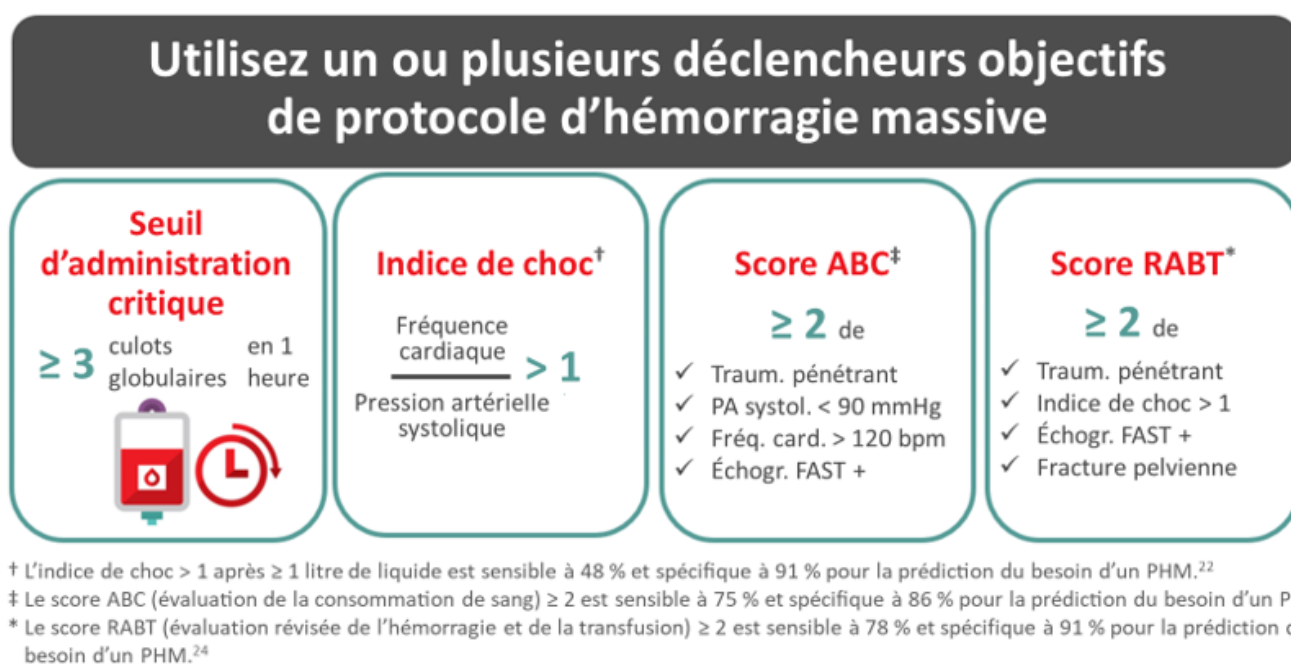 Utilisez un ou plusieurs déclencheurs objectifs
de protocole d’hémorragie massive
Seuil
d’administration
critique
≥ 3 culots globulaires en 1 heure
Indice de choc†
Fréquence
cardiaque
> 1
Pression artérielle
systolique
Score ABC‡
≥ 2 de
✓ Traum. pénétrant
✓ PA systol. < 90 mmHg
✓ Fréq. card. > 120 bpm
✓ Échogr. FAST +
Score RABT*
≥ 2 de
✓ Traum. pénétrant
✓ Indice de choc > 1
✓ Échogr. FAST +
✓ Fracture pelvienne
† L’indice de choc > 1 après ≥ 1 litre de liquide est sensible à 48 % et spécifique à 91 % pour la prédiction du besoin d’un PHM.²²
‡ Le score ABC (évaluation de la consommation de sang) ≥ 2 est sensible à 75 % et spécifique à 86 % pour la prédiction du besoin d’un
* Le score RABT (évaluation révisée de l’hémorragie et de la transfusion) ≥ 2 est sensible à 78 % et spécifique à 91 % pour la prédiction
besoin d’un PHM.²⁴